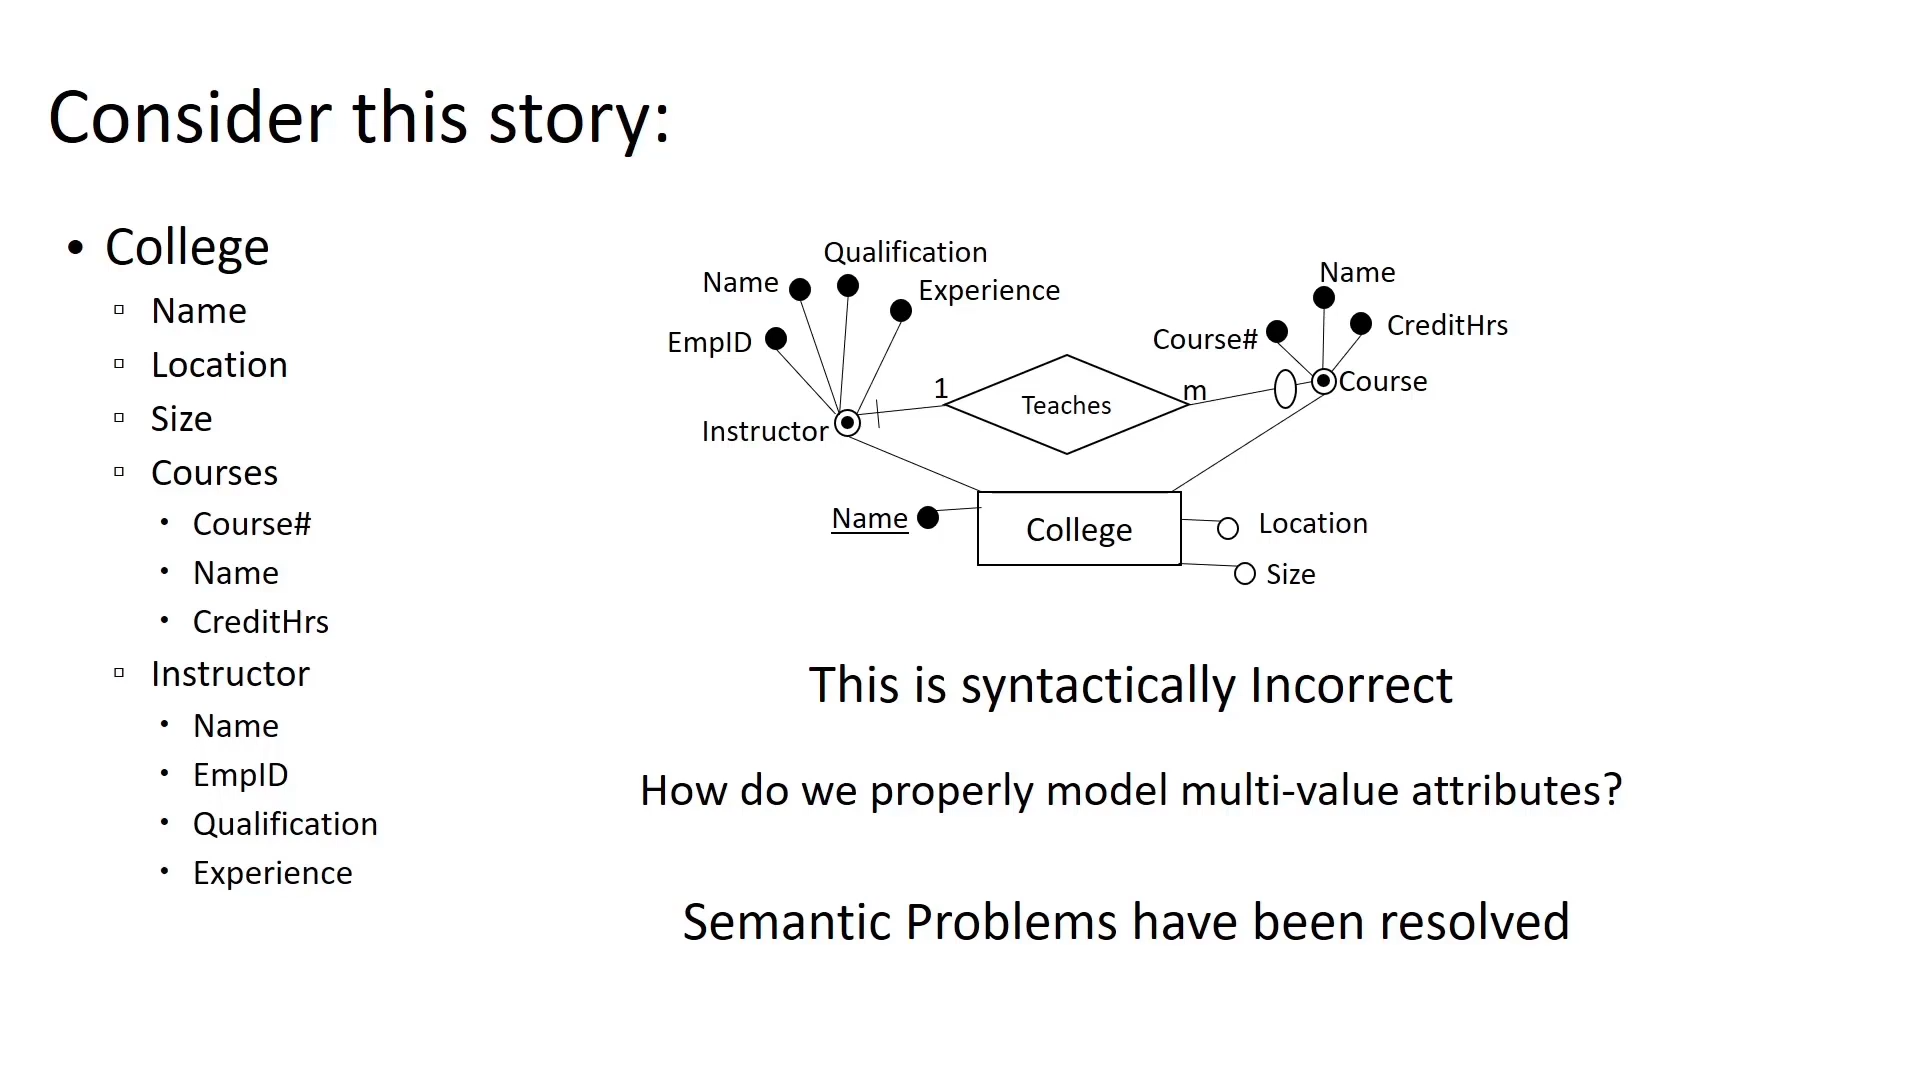 Consider this story:
• College
▫ Name
▫ Location
▫ Size
▫ Courses
• Course#
• Name
• CreditHrs
▫ Instructor
• Name
• EmpID
• Qualification
• Experience
Qualification
Name
Experience
EmpID
Instructor
1
Teaches
m
Name
Course#
CreditHrs
Course
Name
College
Location
Size
This is syntactically Incorrect
How do we properly model multi-value attributes?
Semantic Problems have been resolved